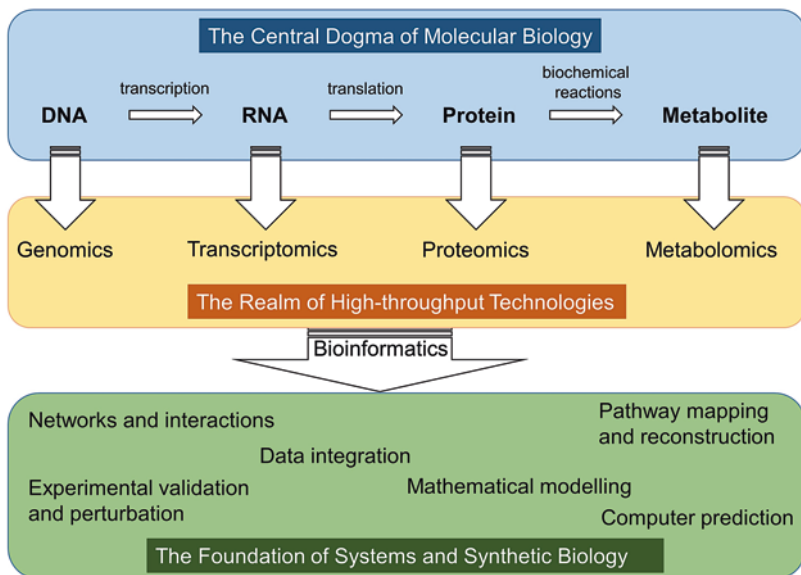 The Central Dogma of Molecular Biology
transcription
translation
biochemical
reactions
DNA
RNA
Protein
Metabolite
Genomics
Transcriptomics
Proteomics
Metabolomics
The Realm of High-throughput Technologies
Bioinformatics
Networks and interactions
Pathway mapping
and reconstruction
Data integration
Experimental validation
and perturbation
Mathematical modelling
Computer prediction
The Foundation of Systems and Synthetic Biology